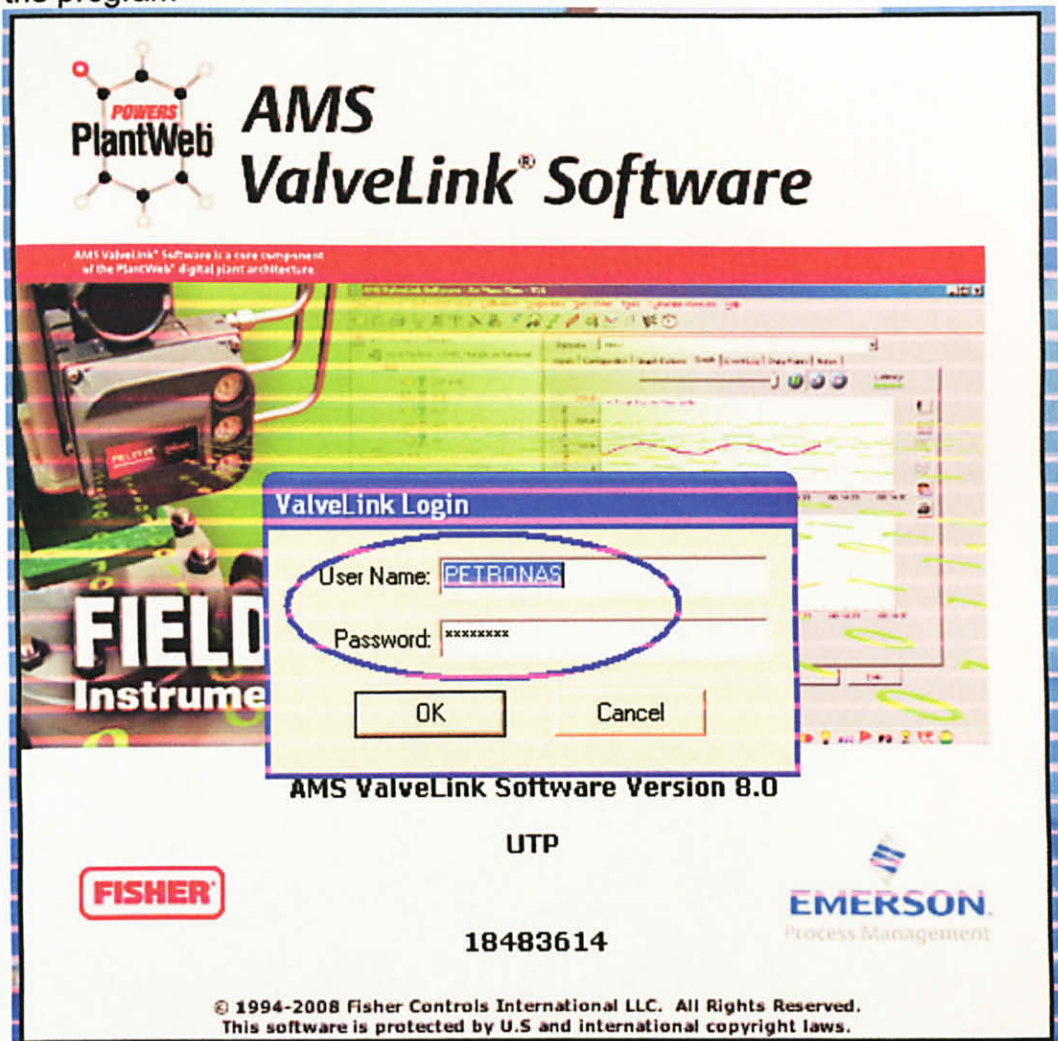 the program
POWERS
PlantWeb
AMS
ValveLink® Software
AMS ValveLink® Software is a core component
of the PlantWeb® digital plant architecture.
ValveLink Login
User Name: PETRONAS
Password: xxxxxxxx
OK Cancel
FIELD
Instrume
AMS ValveLink Software Version 8.0
UTP
FISHER
EMERSON.
Process Management
18483614
© 1994-2008 Fisher Controls International LLC. All Rights Reserved.
This software is protected by U.S and international copyright laws.